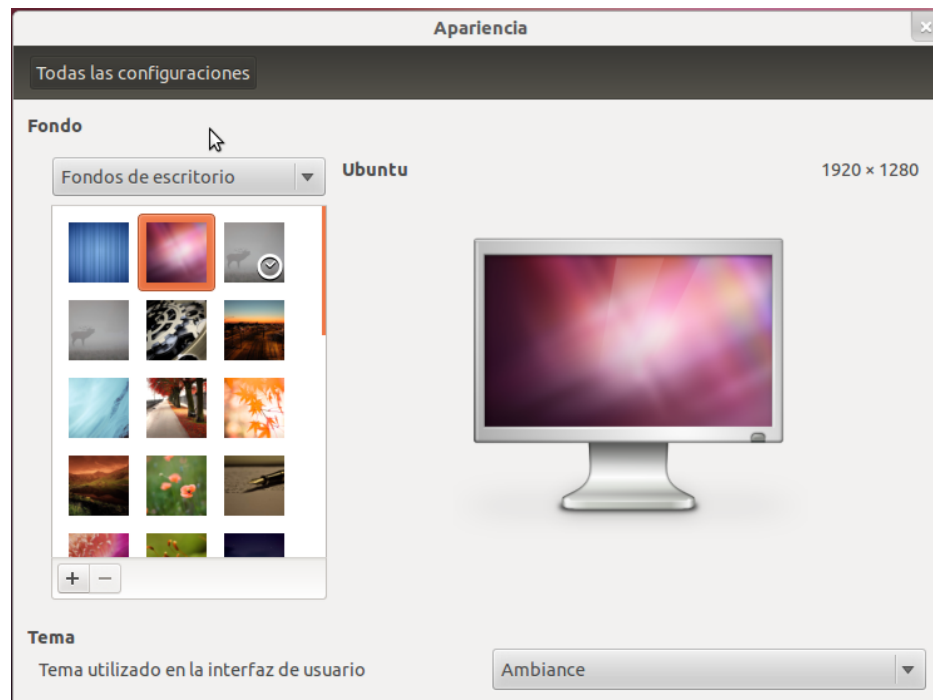 Apariencia
Todas las configuraciones
Fondo
Fondos de escritorio
Ubuntu
1920 × 1280
Tema
Tema utilizado en la interfaz de usuario
Ambiance